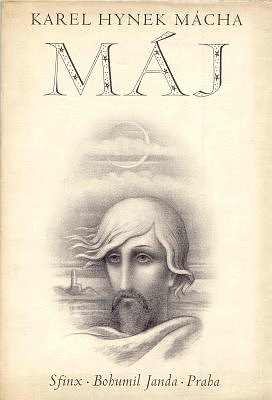 KAREL HYNEK MÁCHA
MÁJ
Sfinx · Bohumil Janda · Praha